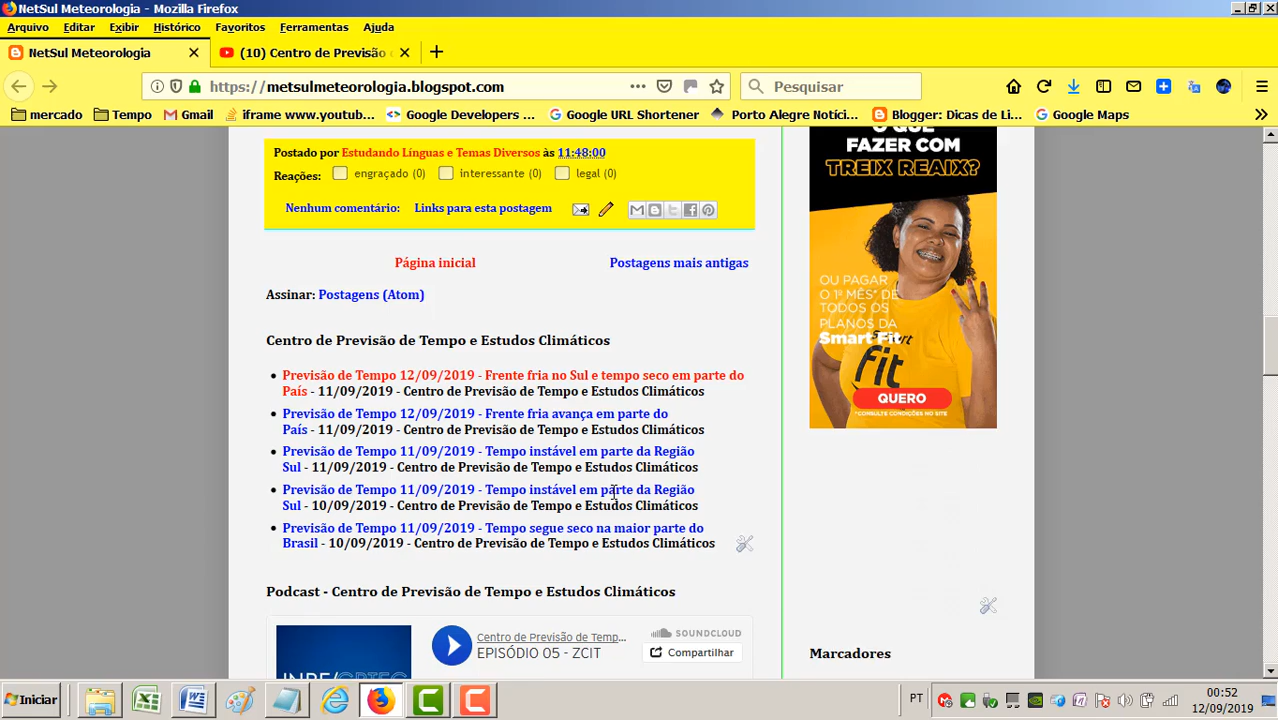 NetSul Meteorologia - Mozilla Firefox
Arquivo Editar Exibir Histórico Favoritos Ferramentas Ajuda
NetSul Meteorologia
(10) Centro de Previsão
https://metsulmeteorologia.blogspot.com
Pesquisar
mercado Tempo Gmail iframe www.youtu... Google Developers ... Google URL Shortener Porto Alegre Notíci... Blogger: Dicas de Li... Google Maps
Postado por Estudando Línguas e Temas Diversos às 11:48:00
Reações: engraçado (0) interessante (0) legal (0)
Nenhum comentário: Links para esta postagem
Página inicial
Postagens mais antigas
Assinar: Postagens (Atom)
Centro de Previsão de Tempo e Estudos Climáticos
Previsão de Tempo 12/09/2019 - Frente fria no Sul e tempo seco em parte do
País - 11/09/2019 - Centro de Previsão de Tempo e Estudos Climáticos
Previsão de Tempo 12/09/2019 - Frente fria avança em parte do
País - 11/09/2019 - Centro de Previsão de Tempo e Estudos Climáticos
Previsão de Tempo 11/09/2019 - Tempo instável em parte da Região
Sul - 11/09/2019 - Centro de Previsão de Tempo e Estudos Climáticos
Previsão de Tempo 11/09/2019 - Tempo instável em parte da Região
Sul - 10/09/2019 - Centro de Previsão de Tempo e Estudos Climáticos
Previsão de Tempo 11/09/2019 - Tempo segue seco na maior parte do
Brasil - 10/09/2019 - Centro de Previsão de Tempo e Estudos Climáticos
Podcast - Centro de Previsão de Tempo e Estudos Climáticos
Centro de Previsão de Temp...
EPISÓDIO 05 - ZCIT
SOUNDCLOUD
Compartilhar
INPE/CPTEC
O QUE
FAZER COM
TREIX REAIX?
OU PAGAR
O 1º MÊS* DE
TODOS OS
PLANOS DA
Smart Fit
smart
fit
QUERO
*CONSULTE CONDIÇÕES NO SITE
Marcadores
Iniciar
PT
00:52
12/09/2019